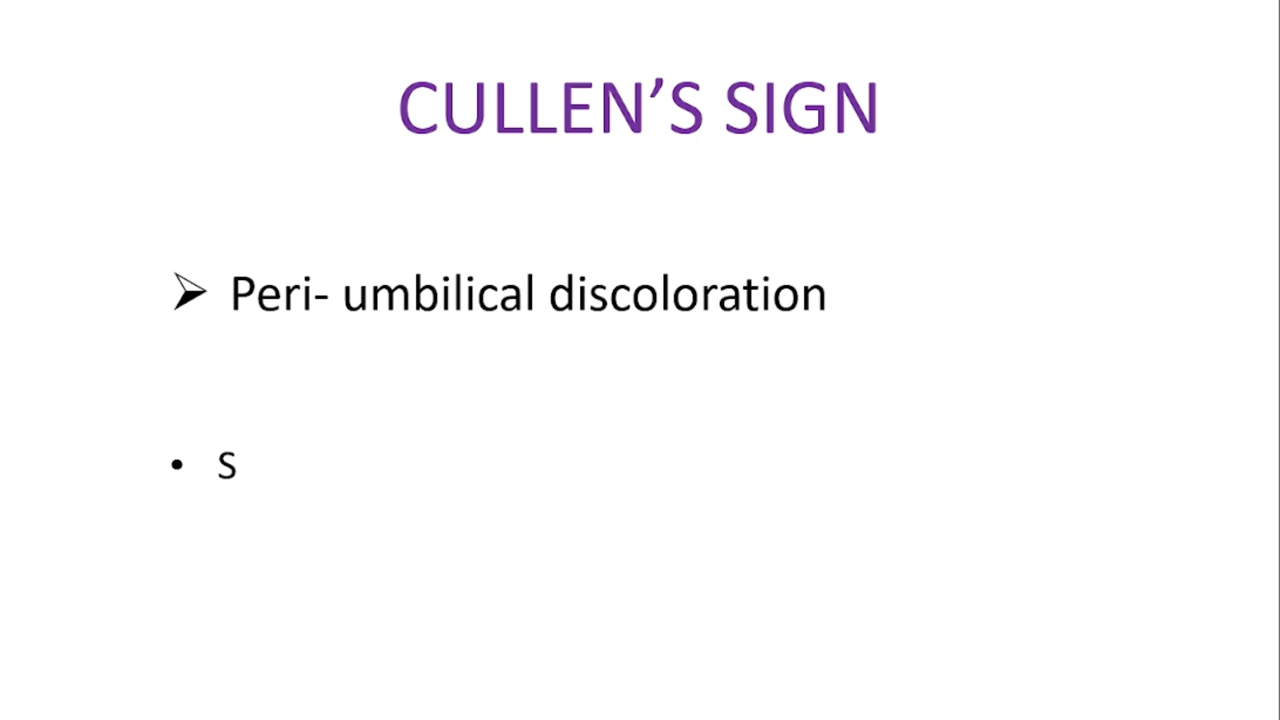 CULLEN’S SIGN
➢ Peri- umbilical discoloration
• S